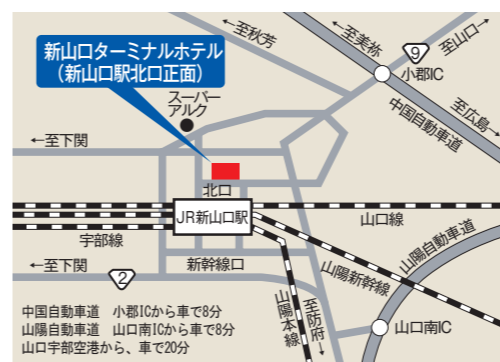 ←至秋芳
←至美祢
9
至山口→
小郡IC
中国自動車道
至広島→
新山口ターミナルホテル
(新山口駅北口正面)
スーパー
アルク
←至下関
北口
JR新山口駅
山口線
宇部線
新幹線口
←至下関
2
山陽新幹線
山陽自動車道
山陽本線
至防府→
山口南IC
中国自動車道 小郡ICから車で8分
山陽自動車道 山口南ICから車で8分
山口宇部空港から、車で20分